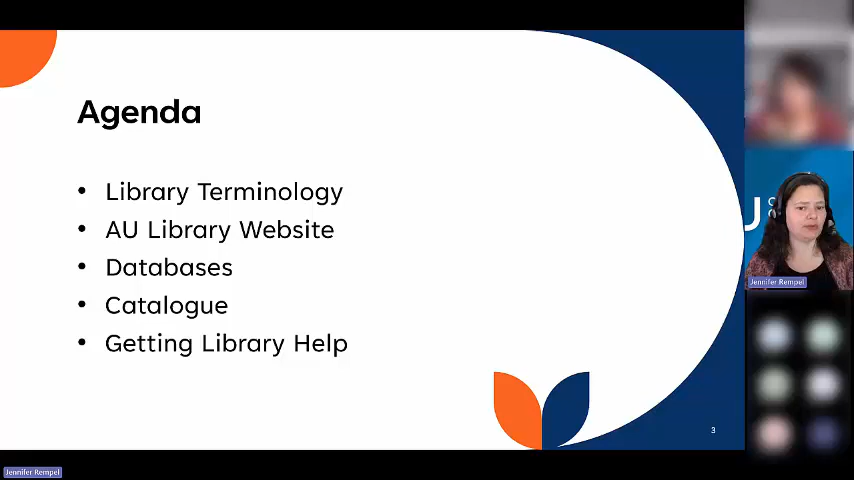 Agenda
• Library Terminology
• AU Library Website
• Databases
• Catalogue
• Getting Library Help
3
U
Jennifer Rempel
Jennifer Rempel